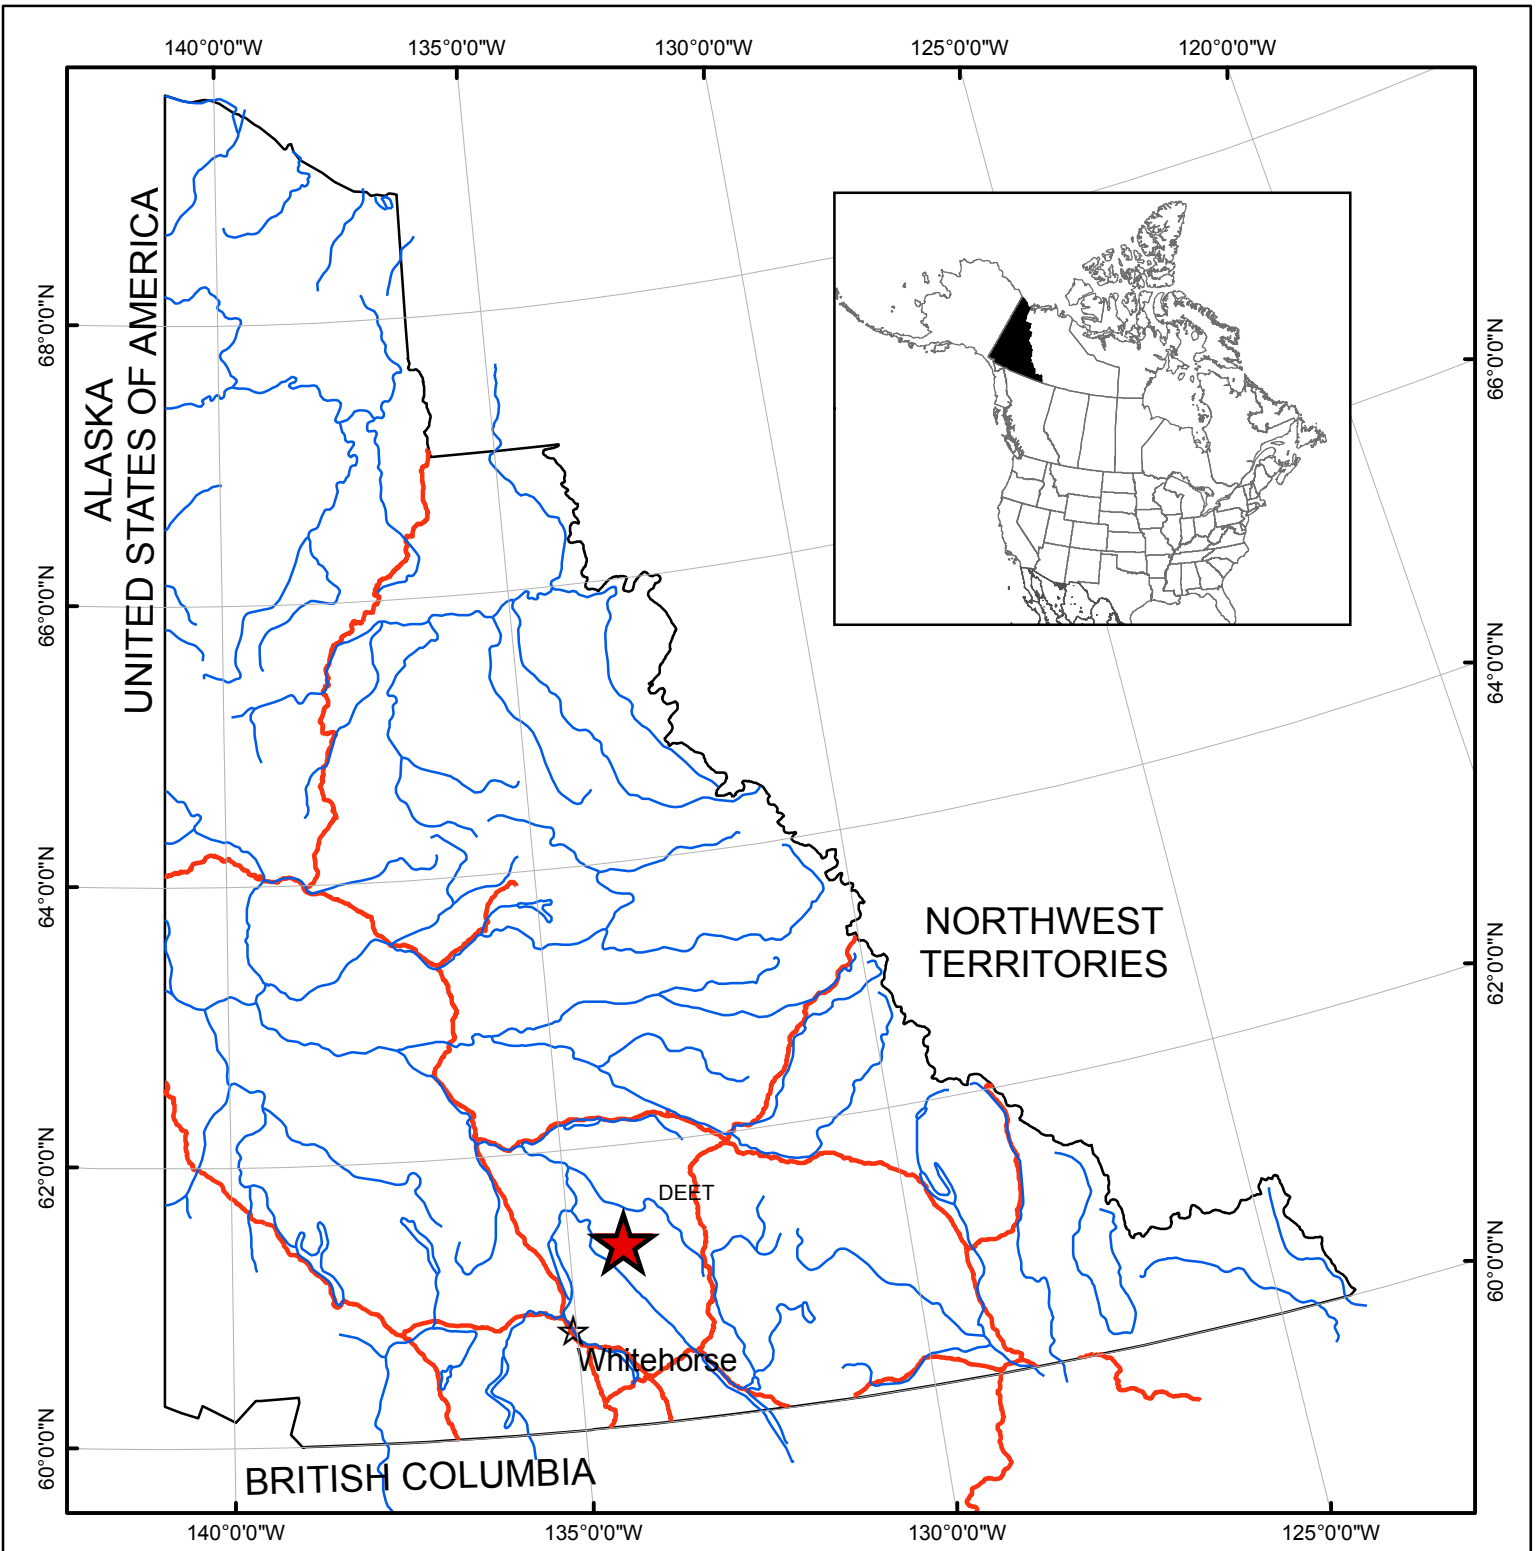 140°0'0"W
135°0'0"W
130°0'0"W
125°0'0"W
120°0'0"W
68°0'0"N
66°0'0"N
64°0'0"N
62°0'0"N
60°0'0"N
ALASKA
UNITED STATES OF AMERICA
66°0'0"N
64°0'0"N
62°0'0"N
60°0'0"N
NORTHWEST
TERRITORIES
DEET
Whitehorse
BRITISH COLUMBIA
140°0'0"W
135°0'0"W
130°0'0"W
125°0'0"W